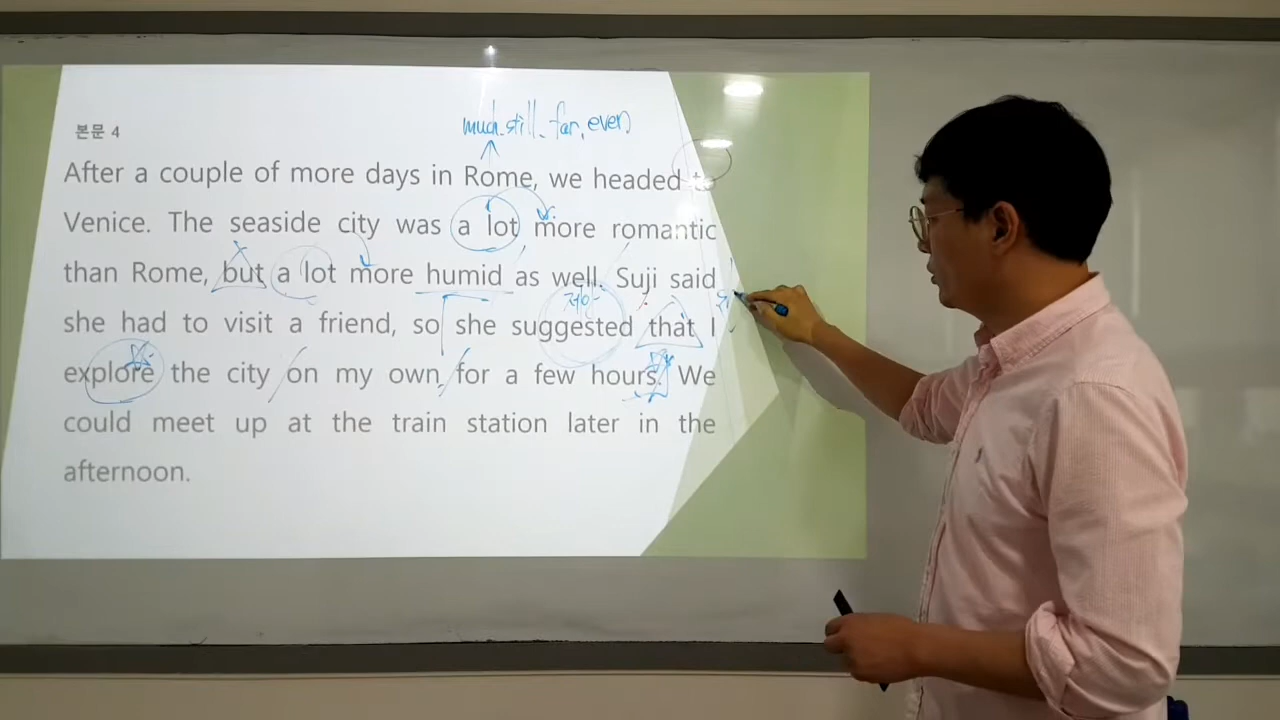 본문 4
much. still. far. even
After a couple of more days in Rome, we headed to
Venice. The seaside city was a lot more romantic
than Rome, but a lot more humid as well. Suji said
she had to visit a friend, so she suggested that I
explore the city on my own for a few hours. We
could meet up at the train station later in the
afternoon.